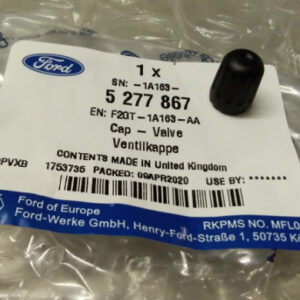 Ford
1 x
SN: -1A163-
5 277 867
EN: F2GT-1A163-AA
Cap - Valve
Ventilkappe
CONTENTS MADE IN United Kingdom
PVXB 1753735 PACKED: 09APR2020 USE BY: *******
Ford of Europe
Ford-Werke GmbH, Henry-Ford-Straße 1, 50735 Kö
RKPMS NO. MFL0